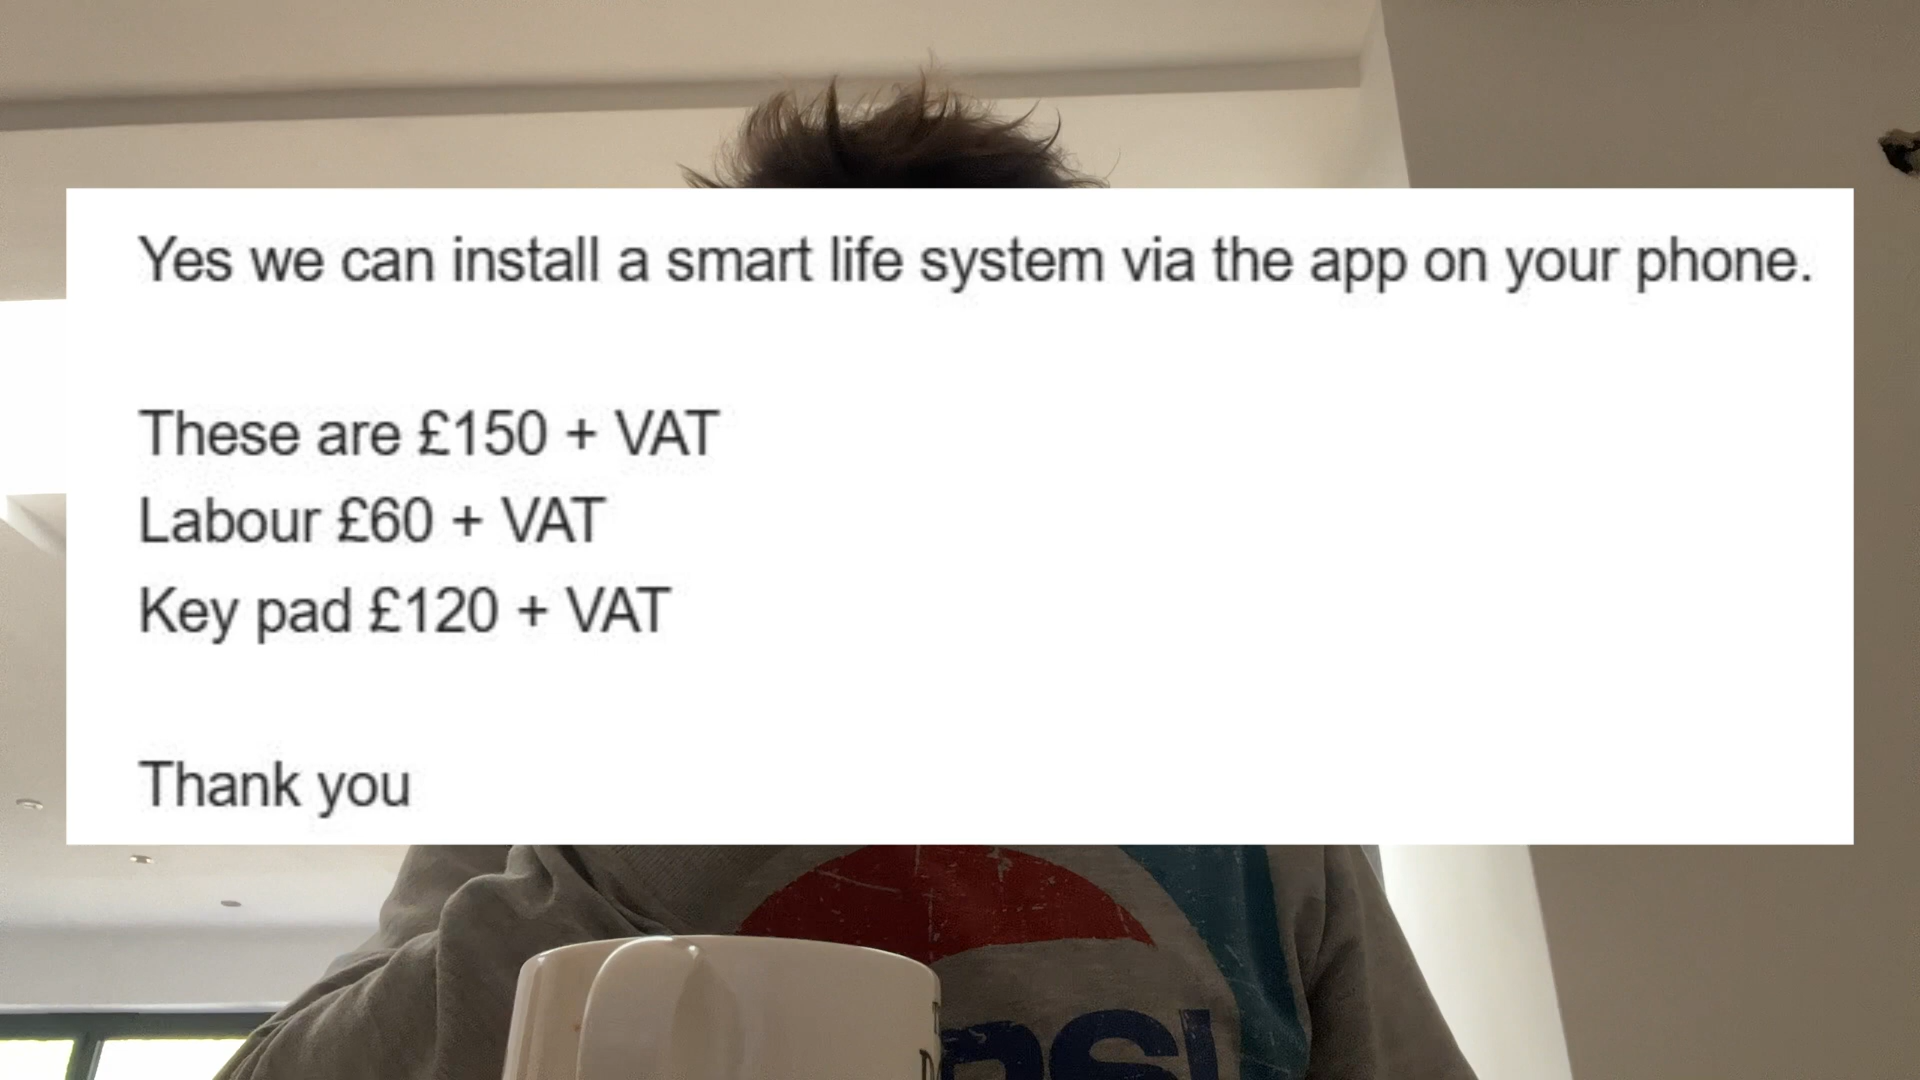 Yes we can install a smart life system via the app on your phone.
These are £150 + VAT
Labour £60 + VAT
Key pad £120 + VAT
Thank you